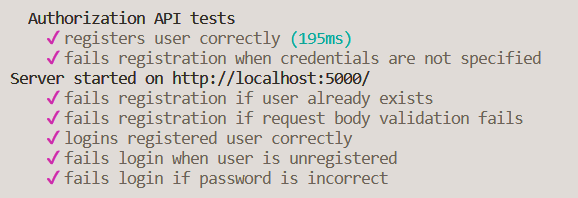 Authorization API tests
✓ registers user correctly (195ms)
✓ fails registration when credentials are not specified
Server started on http://localhost:5000/
✓ fails registration if user already exists
✓ fails registration if request body validation fails
✓ logins registered user correctly
✓ fails login when user is unregistered
✓ fails login if password is incorrect